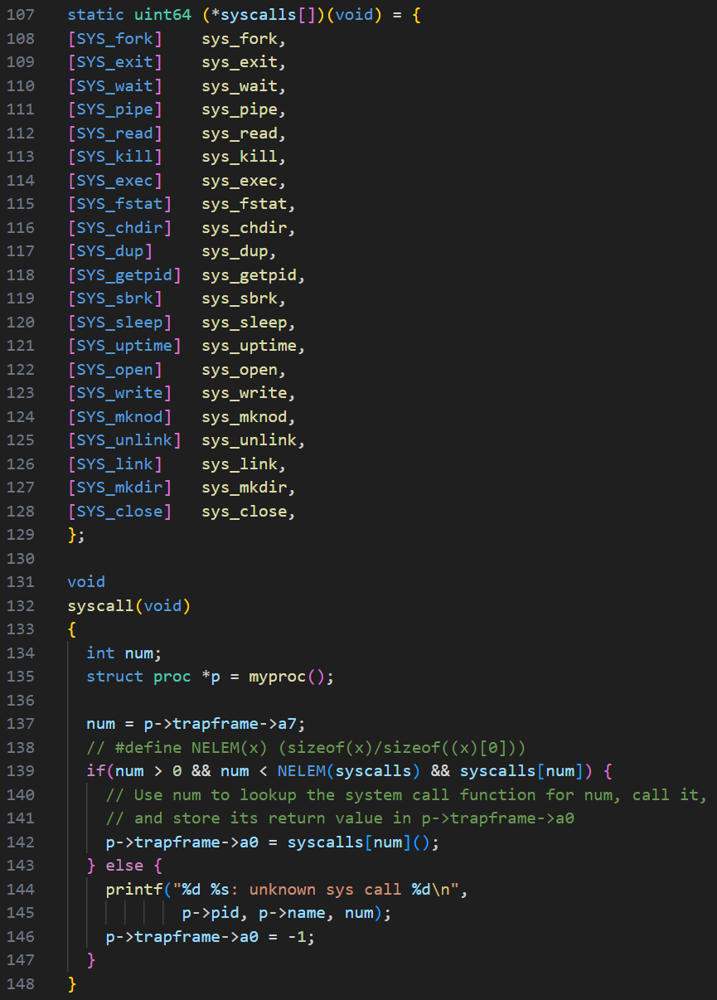 107 static uint64 (*syscalls[])(void) = {
108 [SYS_fork]    sys_fork,
109 [SYS_exit]    sys_exit,
110 [SYS_wait]    sys_wait,
111 [SYS_pipe]    sys_pipe,
112 [SYS_read]    sys_read,
113 [SYS_kill]    sys_kill,
114 [SYS_exec]    sys_exec,
115 [SYS_fstat]   sys_fstat,
116 [SYS_chdir]   sys_chdir,
117 [SYS_dup]     sys_dup,
118 [SYS_getpid]  sys_getpid,
119 [SYS_sbrk]    sys_sbrk,
120 [SYS_sleep]   sys_sleep,
121 [SYS_uptime]  sys_uptime,
122 [SYS_open]    sys_open,
123 [SYS_write]   sys_write,
124 [SYS_mknod]   sys_mknod,
125 [SYS_unlink]  sys_unlink,
126 [SYS_link]    sys_link,
127 [SYS_mkdir]   sys_mkdir,
128 [SYS_close]   sys_close,
129 };
130
131 void
132 syscall(void)
133 {
134   int num;
135   struct proc *p = myproc();
136
137   num = p->trapframe->a7;
138   // #define NELEM(x) (sizeof(x)/sizeof((x)[0]))
139   if(num > 0 && num < NELEM(syscalls) && syscalls[num]) {
140     // Use num to lookup the system call function for num, call it,
141     // and store its return value in p->trapframe->a0
142     p->trapframe->a0 = syscalls[num]();
143   } else {
144     printf("%d %s: unknown sys call %d\n",
145             p->pid, p->name, num);
146     p->trapframe->a0 = -1;
147   }
148 }